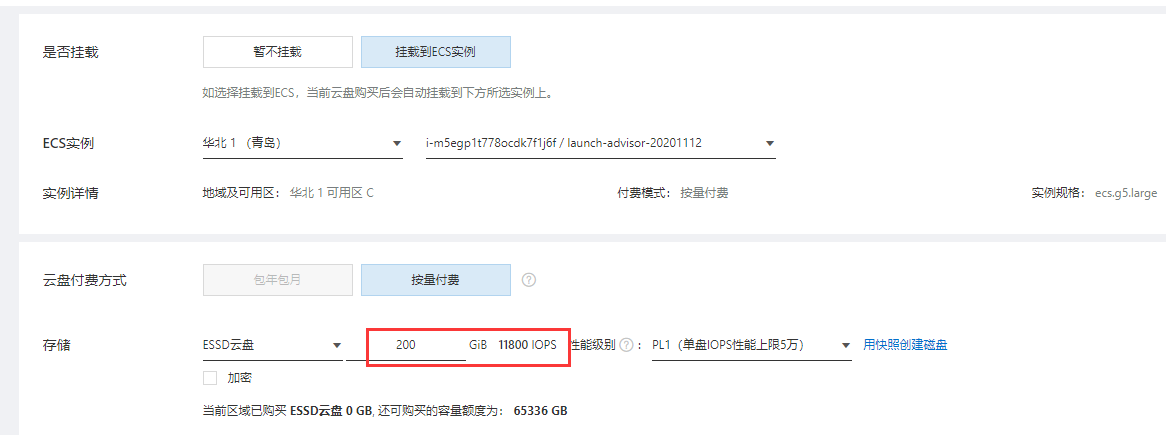 是否挂载 暂不挂载 挂载到ECS实例
如选择挂载到ECS，当前云盘购买后会自动挂载到下方所选实例上。
ECS实例 华北 1 （青岛） i-m5egp1t778ocdk7f1j6f / launch-advisor-20201112
实例详情 地域及可用区： 华北 1 可用区 C 付费模式： 按量付费 实例规格： ecs.g5.large
云盘付费方式 包年包月 按量付费 ?
存储 ESSD云盘 200 GiB 11800 IOPS 性能级别 ? ： PL1（单盘IOPS性能上限5万） 用快照创建磁盘
加密
当前区域已购买 ESSD云盘 0 GB, 还可购买的容量额度为： 65336 GB